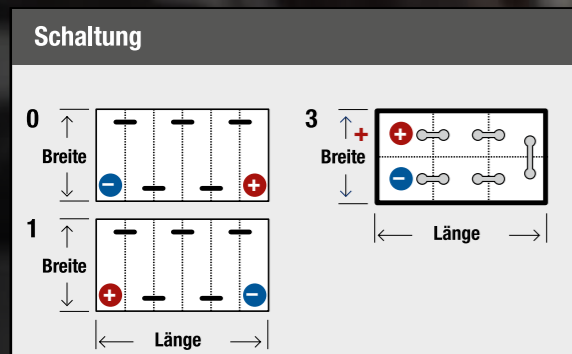 Schaltung
0
Breite
− +
1
Breite
+ −
Länge
3
Breite
+
+
−
Länge